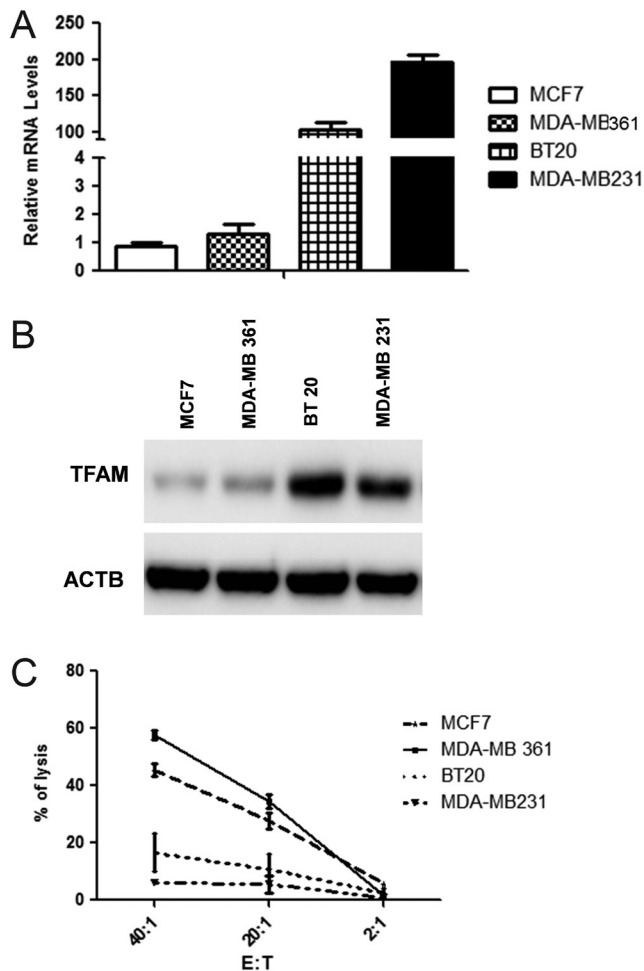 A
Relative mRNA Levels
250
200
150
100
4
3
2
1
0
MCF7
MDA-MB361
BT20
MDA-MB231
B
MCF7
MDA-MB 361
BT 20
MDA-MB 231
TFAM
ACTB
C
% of lysis
80
60
40
20
0
40:1
20:1
2:1
E:T
MCF7
MDA-MB 361
BT20
MDA-MB231